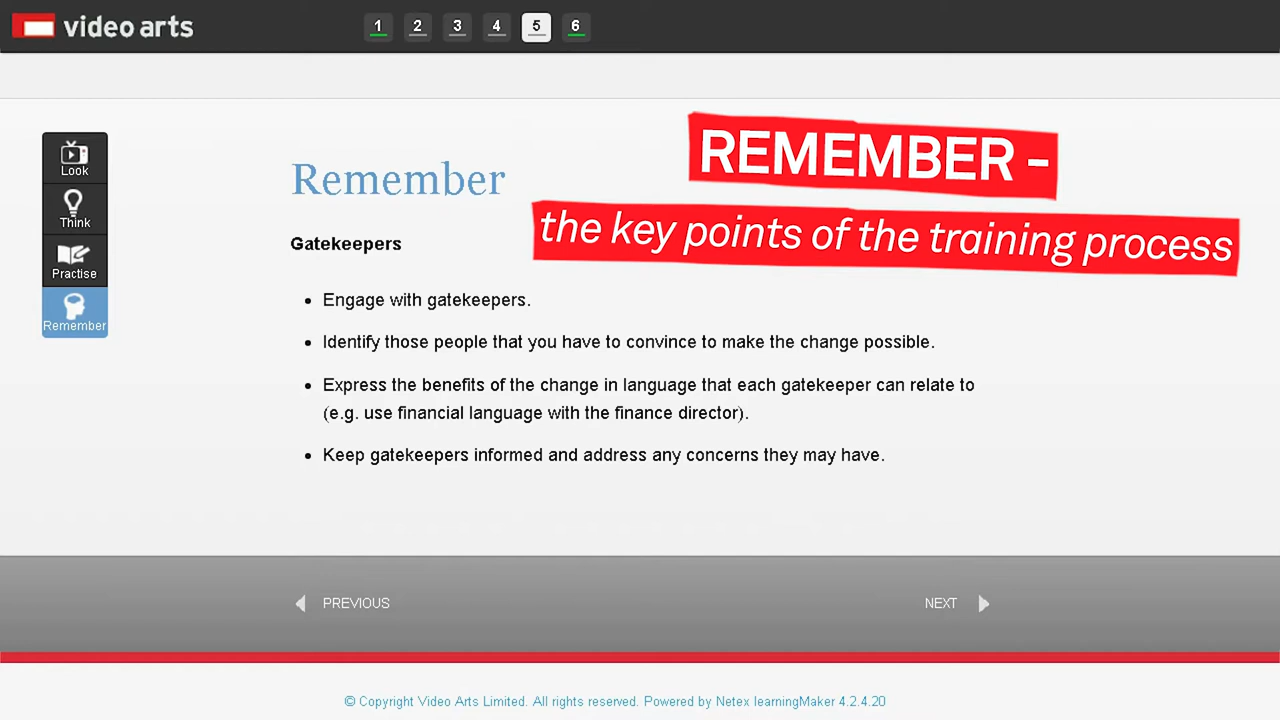 video arts
1 2 3 4 5 6
Look
Think
Practise
Remember
REMEMBER -
the key points of the training process
Remember
Gatekeepers
• Engage with gatekeepers.
• Identify those people that you have to convince to make the change possible.
• Express the benefits of the change in language that each gatekeeper can relate to
(e.g. use financial language with the finance director).
• Keep gatekeepers informed and address any concerns they may have.
PREVIOUS
NEXT
© Copyright Video Arts Limited. All rights reserved. Powered by Netex learningMaker 4.2.4.20